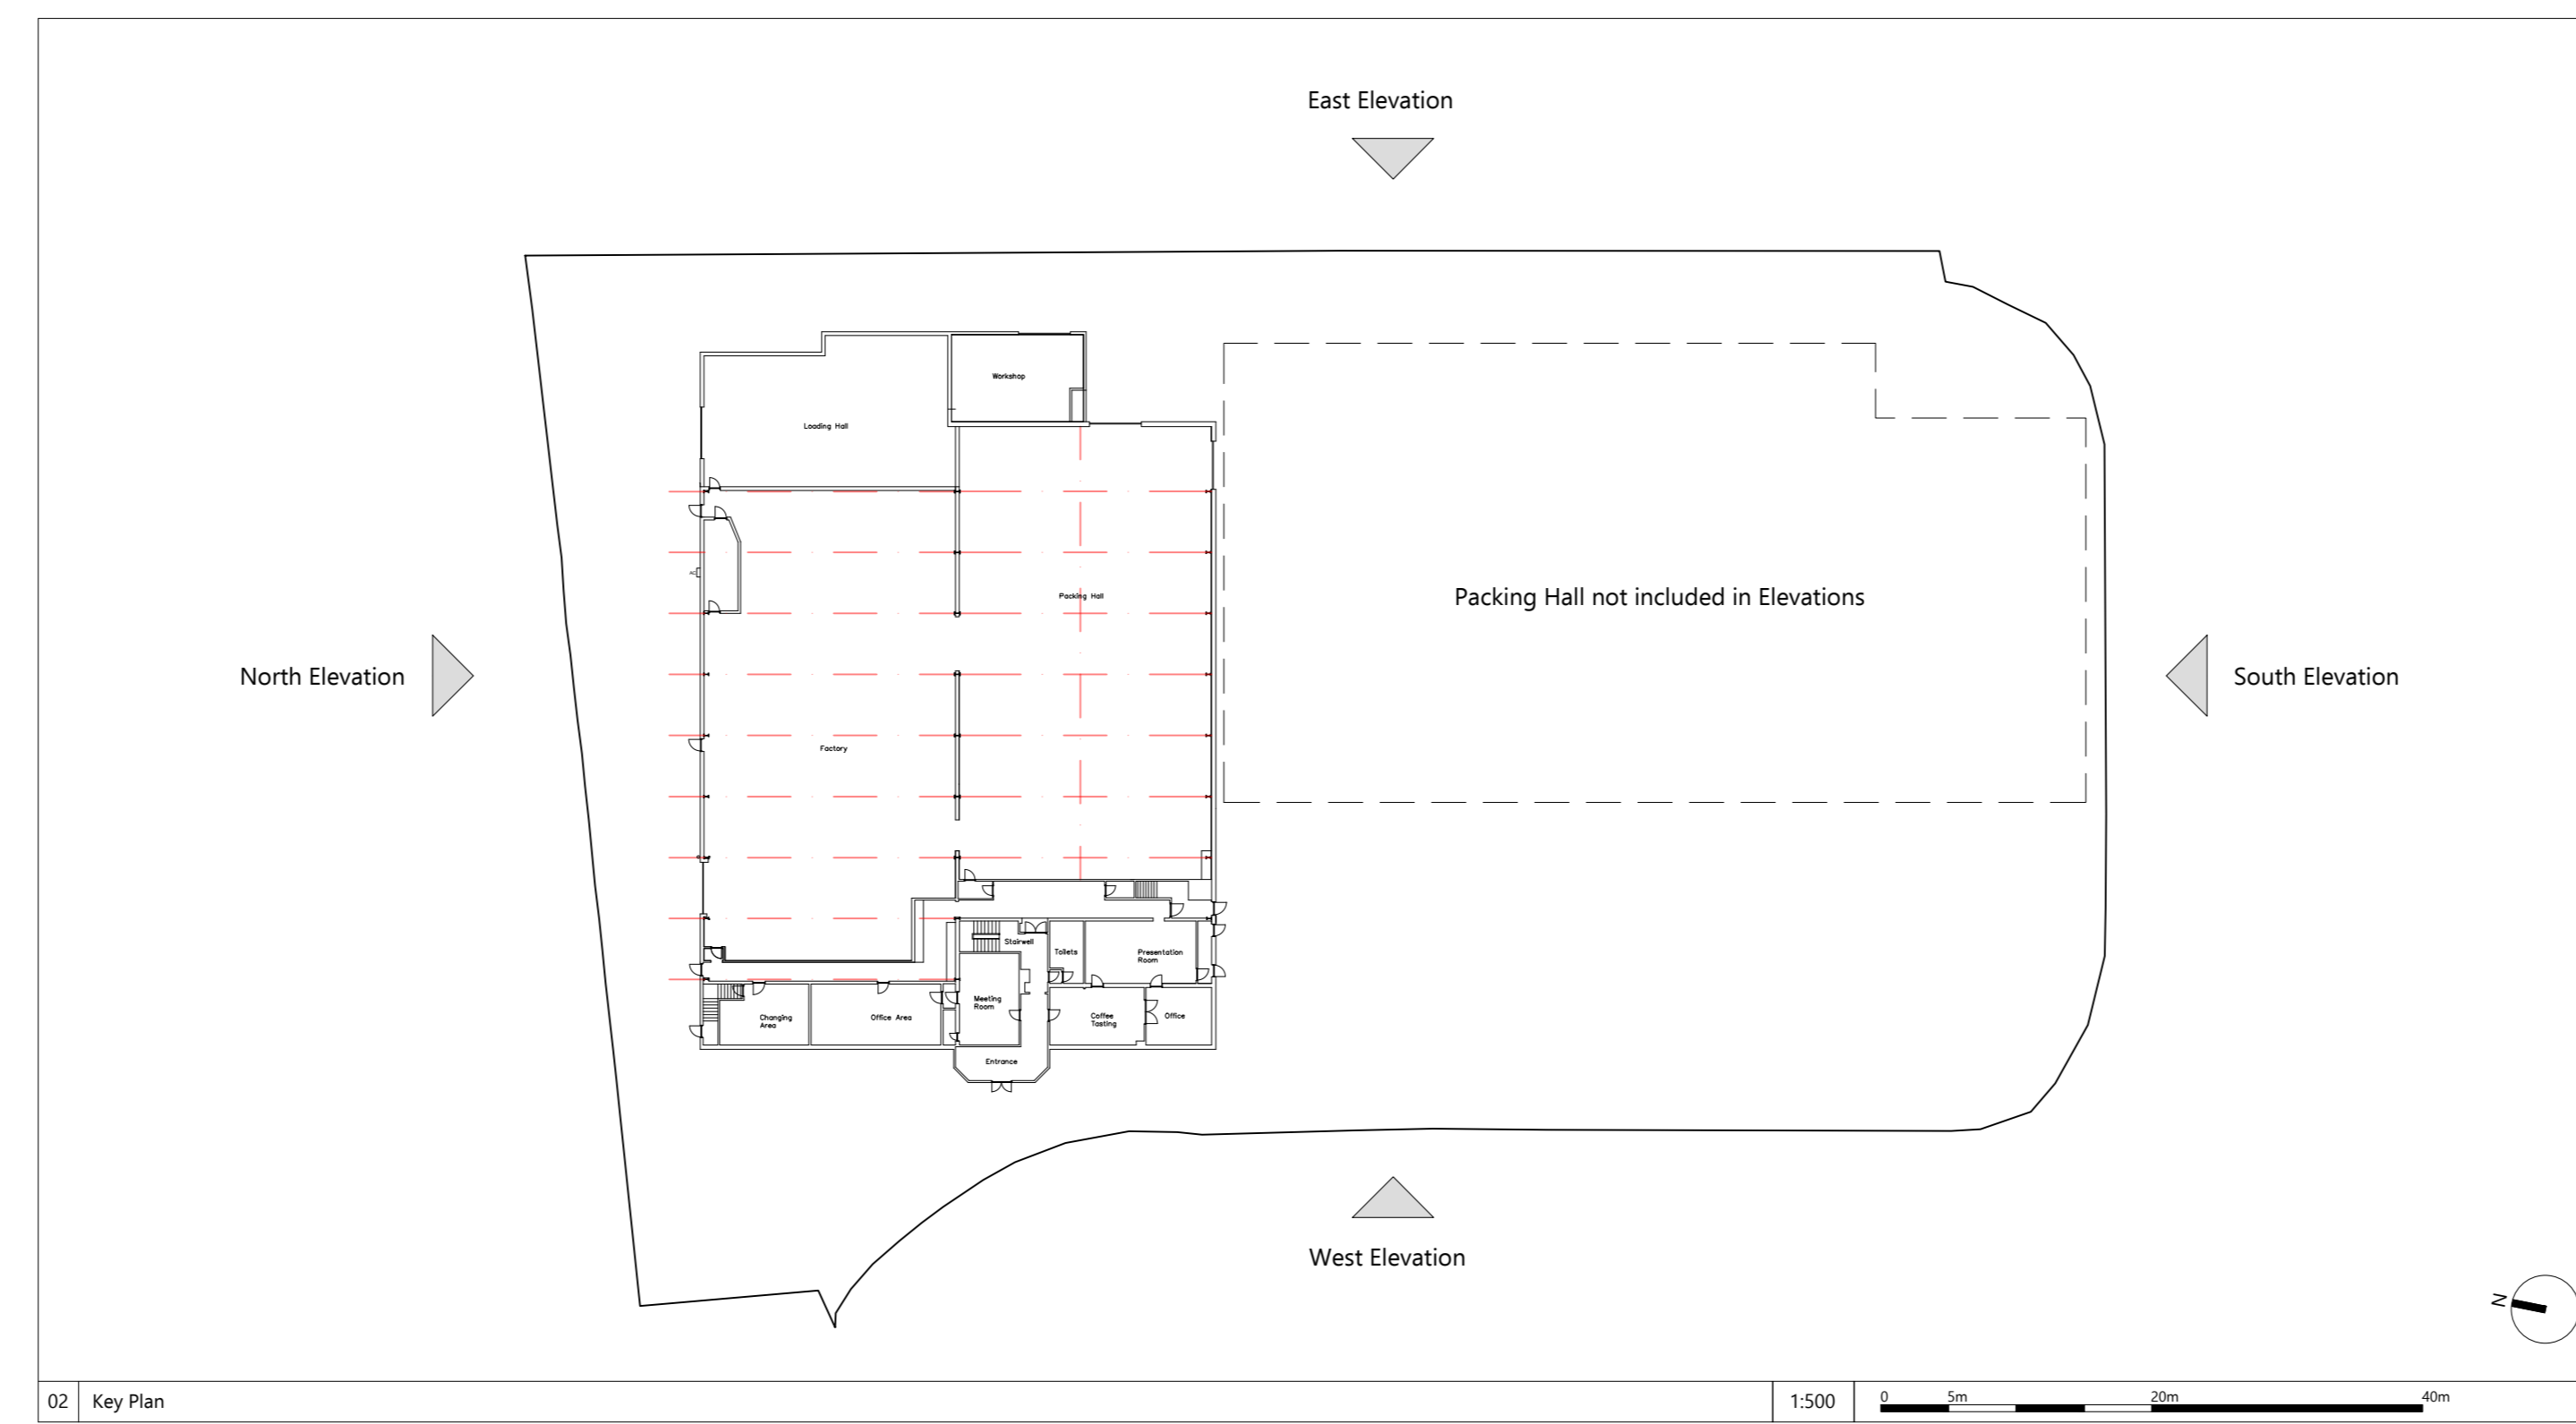 East Elevation
Workshop
Loading Hall
Packing Hall
Packing Hall not included in Elevations
North Elevation
South Elevation
Factory
Stairwell
Toilets
Presentation
Room
Meeting
Room
Changing
Area
Office Area
Coffee
Tasting
Office
Entrance
West Elevation
N
02
Key Plan
1:500
0
5m
20m
40m